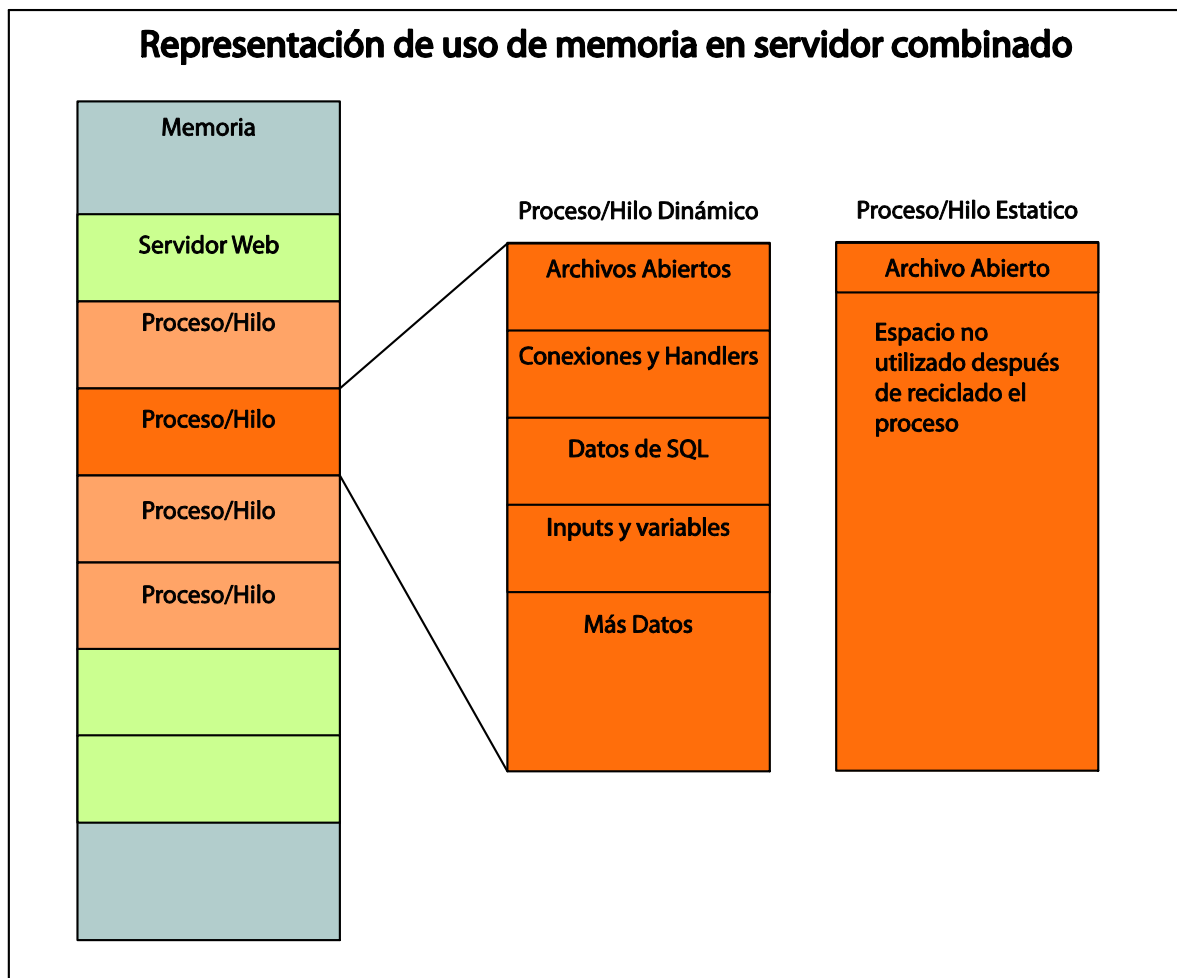 Representación de uso de memoria en servidor combinado
Memoria
Servidor Web
Proceso/Hilo
Proceso/Hilo
Proceso/Hilo
Proceso/Hilo
Proceso/Hilo Dinámico
Archivos Abiertos
Conexiones y Handlers
Datos de SQL
Inputs y variables
Más Datos
Proceso/Hilo Estatico
Archivo Abierto
Espacio no
utilizado después
de reciclado el
proceso